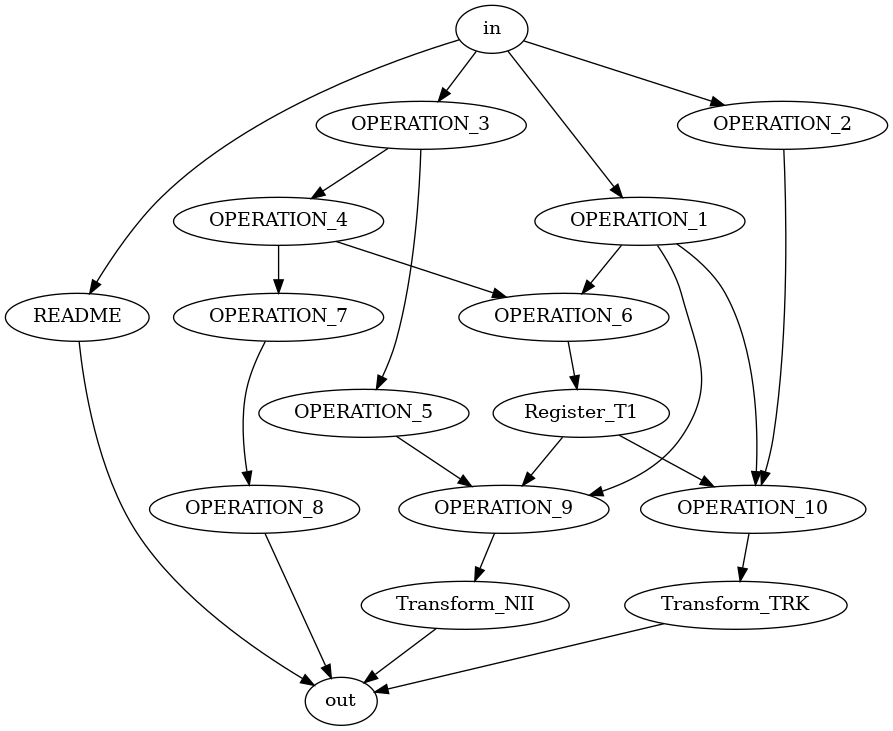 in
OPERATION_3
OPERATION_2
OPERATION_4
OPERATION_1
README
OPERATION_7
OPERATION_6
OPERATION_5
Register_T1
OPERATION_8
OPERATION_9
OPERATION_10
Transform_NII
Transform_TRK
out